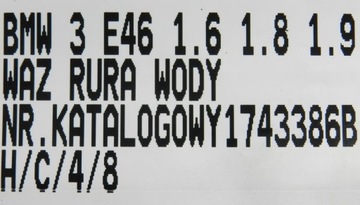 BMW 3 E46 1.6 1.8 1.9
WAZ RURA WODY
NR.KATALOGOWY1743386B
H/C/4/8